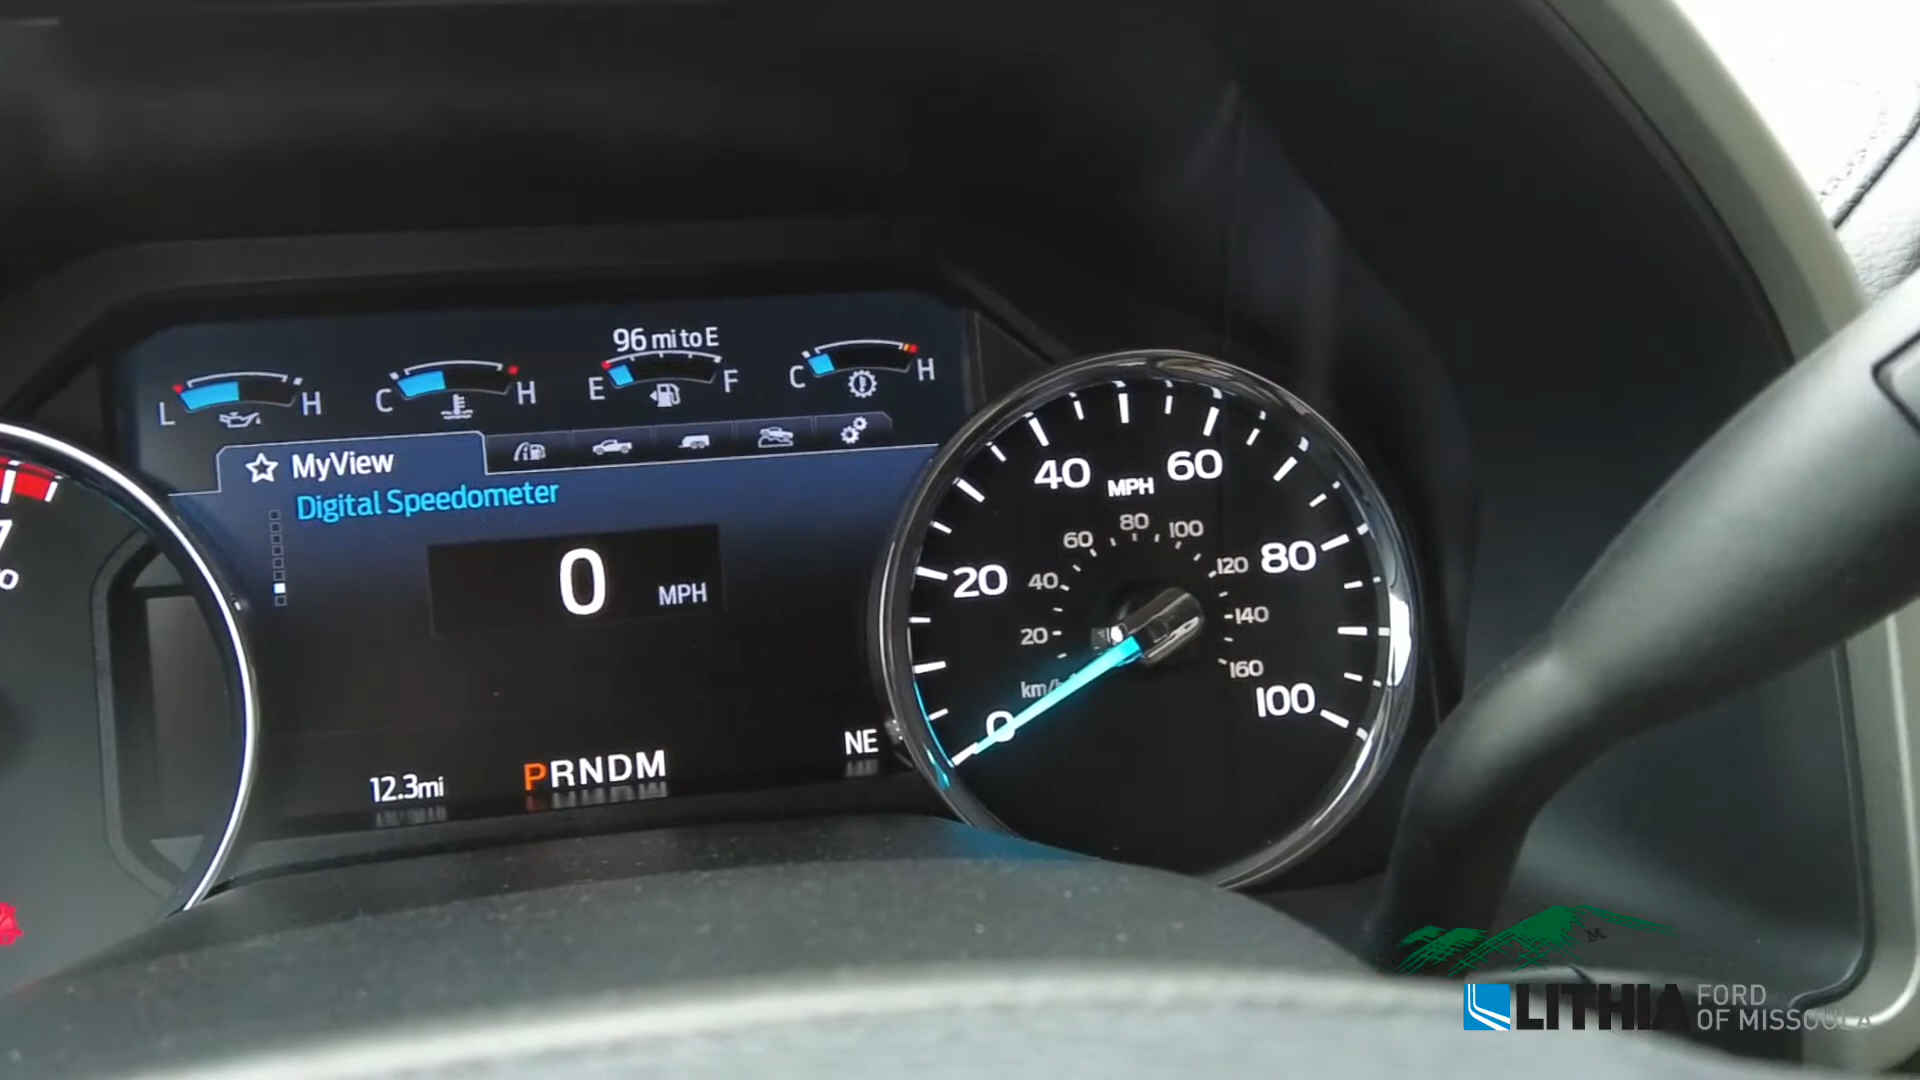 96 mi to E
L H
C H
E F
C H
MyView
Digital Speedometer
0 MPH
12.3mi
PRNDM
NE
0
20
40
60
80
100
MPH
20
40
60
80
100
120
140
160
7
M
LITHIA
FORD
OF MISSOULA